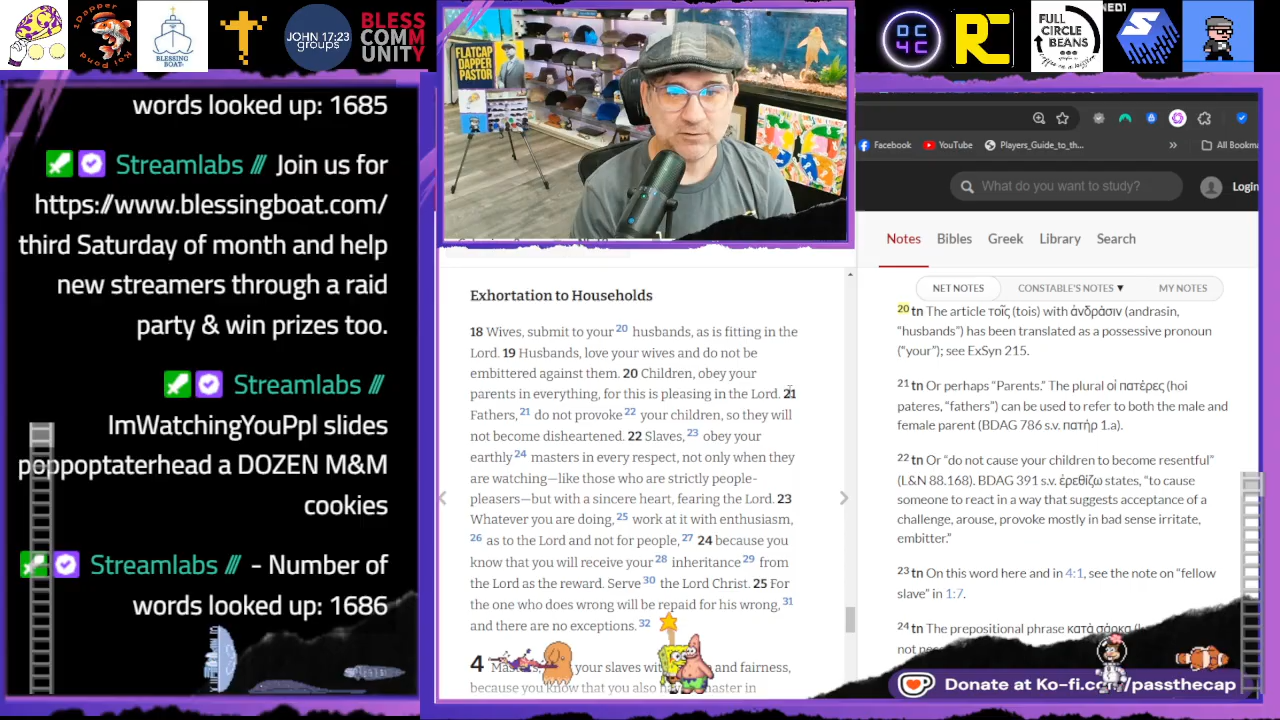 JOHN 17:23
groups
BLESSING
BOAT
BLESS
COMM
UNITY
OC
4C
RC
FULL
CIRCLE
BEANS
words looked up: 1685
Streamlabs /// Join us for
https://www.blessingboat.com/
third Saturday of month and help
new streamers through a raid
party & win prizes too.
Streamlabs ///
ImWatchingYouPpl slides
poppoptaterhead a DOZEN M&M
cookies
Streamlabs /// - Number of
words looked up: 1686
FLATCAP
DAPPER
PASTOR
Exhortation to Households
18 Wives, submit to your 20 husbands, as is fitting in the
Lord. 19 Husbands, love your wives and do not be
embittered against them. 20 Children, obey your
parents in everything, for this is pleasing in the Lord. 21
Fathers, 21 do not provoke 22 your children, so they will
not become disheartened. 22 Slaves, 23 obey your
earthly 24 masters in every respect, not only when they
are watching—like those who are strictly people-
pleasers—but with a sincere heart, fearing the Lord. 23
Whatever you are doing, 25 work at it with enthusiasm,
26 as to the Lord and not for people, 27 24 because you
know that you will receive your 28 inheritance 29 from
the Lord as the reward. Serve 30 the Lord Christ. 25 For
the one who does wrong will be repaid for his wrong, 31
and there are no exceptions. 32
4 your slaves and fairness,
because you know that you also master in
Facebook YouTube Players_Guide_to_th... » All Bookma
What do you want to study? Login
Notes Bibles Greek Library Search
NET NOTES CONSTABLE'S NOTES ▼ MY NOTES
20 tn The article τοῖς (tois) with ἀνδράσιν (andrasin,
“husbands”) has been translated as a possessive pronoun
(“your”); see ExSyn 215.
21 tn Or perhaps “Parents.” The plural οἱ πατέρες (hoi
pateres, “fathers”) can be used to refer to both the male and
female parent (BDAG 786 s.v. πατήρ 1.a).
22 tn Or “do not cause your children to become resentful”
(L&N 88.168). BDAG 391 s.v. ἐρεθίζω states, “to cause
someone to react in a way that suggests acceptance of a
challenge, arouse, provoke mostly in bad sense irritate,
embitter.”
23 tn On this word here and in 4:1, see the note on “fellow
slave” in 1:7.
24 tn The prepositional phrase κατὰ σάρκα
Donate at Ko-fi.com/passthecap